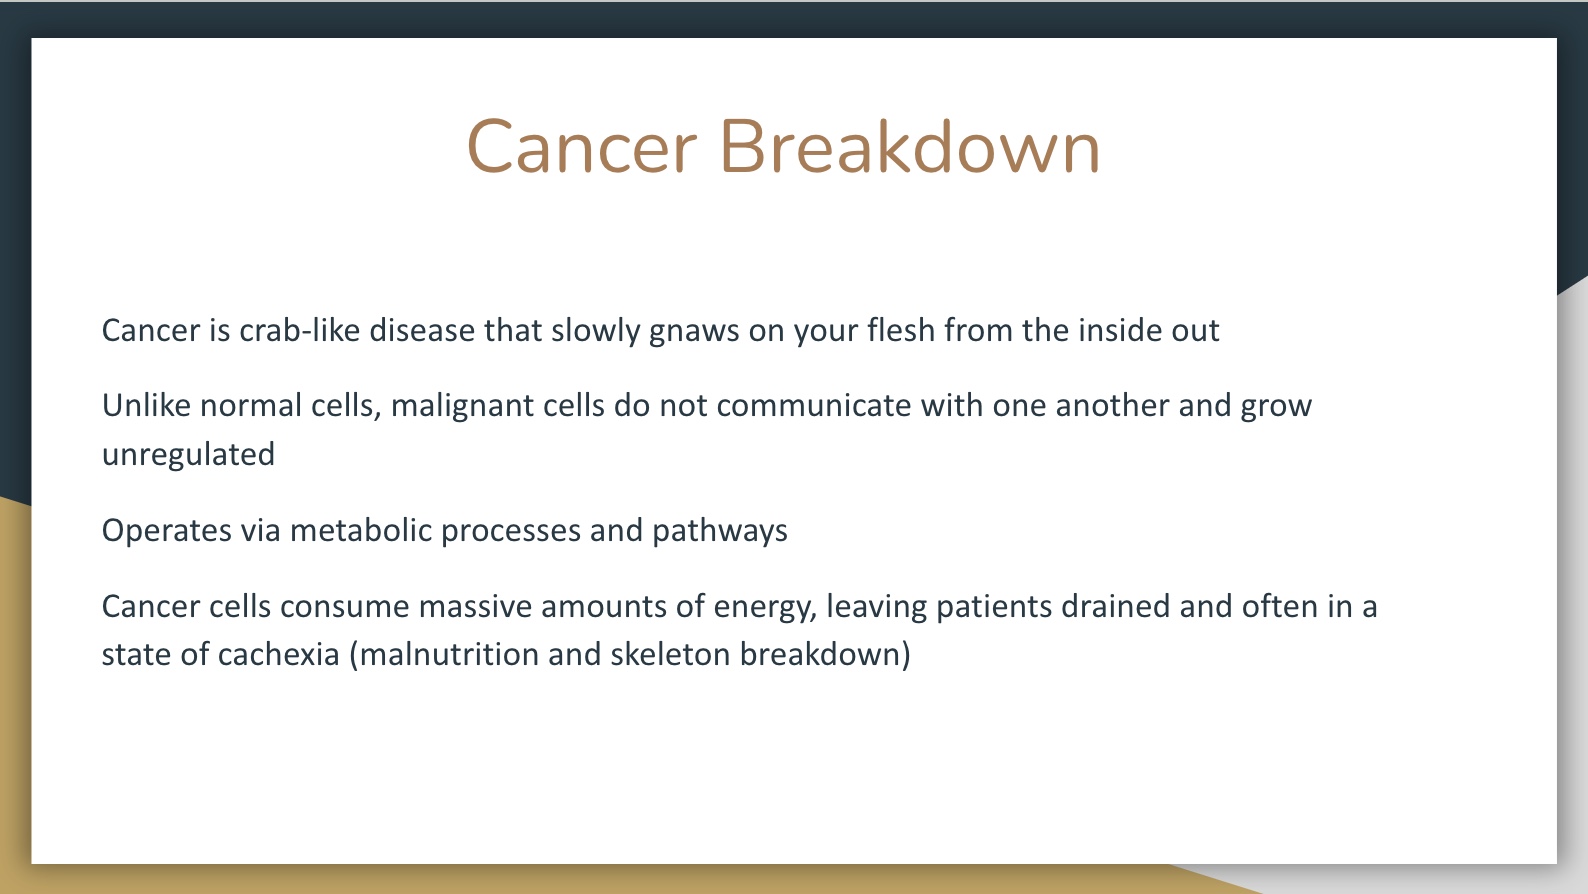 Cancer Breakdown
Cancer is crab-like disease that slowly gnaws on your flesh from the inside out
Unlike normal cells, malignant cells do not communicate with one another and grow
unregulated
Operates via metabolic processes and pathways
Cancer cells consume massive amounts of energy, leaving patients drained and often in a
state of cachexia (malnutrition and skeleton breakdown)